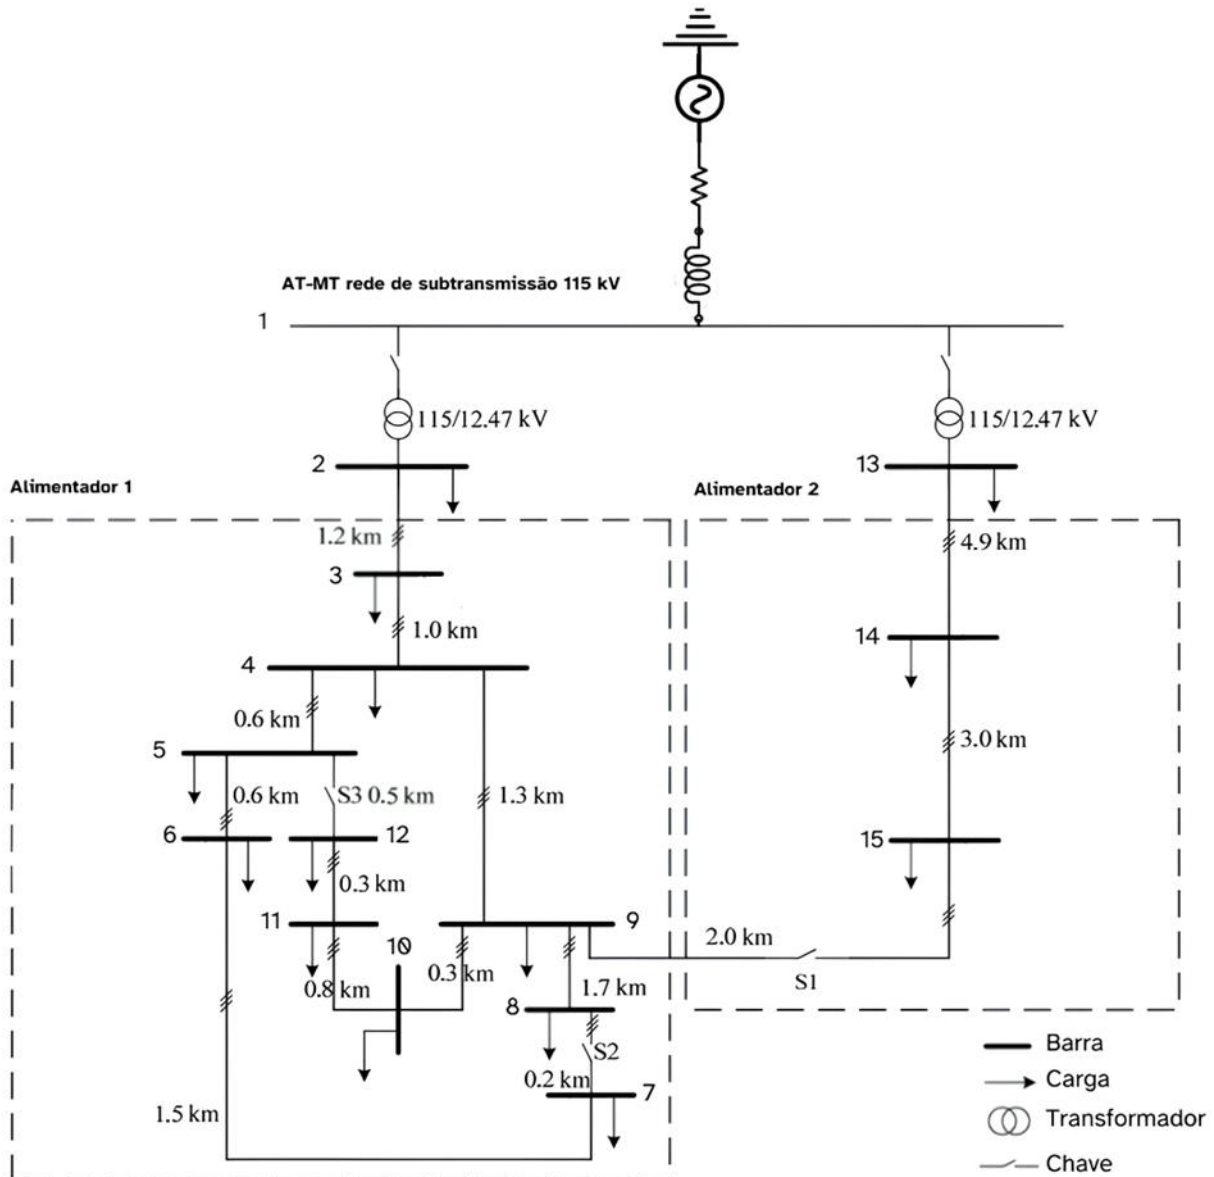 AT-MT rede de subtransmissão 115 kV
1
115/12.47 kV
115/12.47 kV
2
13
Alimentador 1
Alimentador 2
1.2 km
4.9 km
3
1.0 km
14
4
0.6 km
5
3.0 km
0.6 km
S3 0.5 km
1.3 km
6
12
15
0.3 km
11
9
10
2.0 km
0.3 km
0.8 km
1.7 km
S1
8
S2
Barra
0.2 km
7
Carga
1.5 km
Transformador
Chave